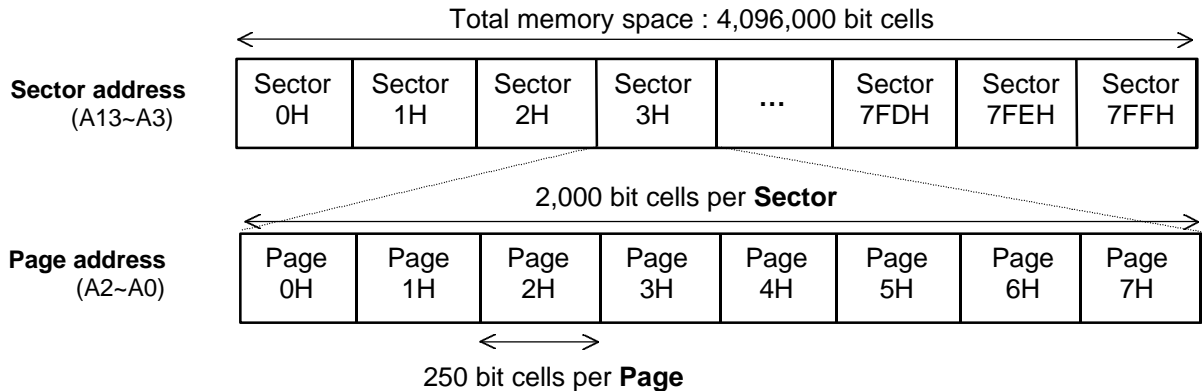 Total memory space : 4,096,000 bit cells
Sector address
(A13~A3)
Sector 0H
Sector 1H
Sector 2H
Sector 3H
...
Sector 7FDH
Sector 7FEH
Sector 7FFH
2,000 bit cells per Sector
Page address
(A2~A0)
Page 0H
Page 1H
Page 2H
Page 3H
Page 4H
Page 5H
Page 6H
Page 7H
250 bit cells per Page